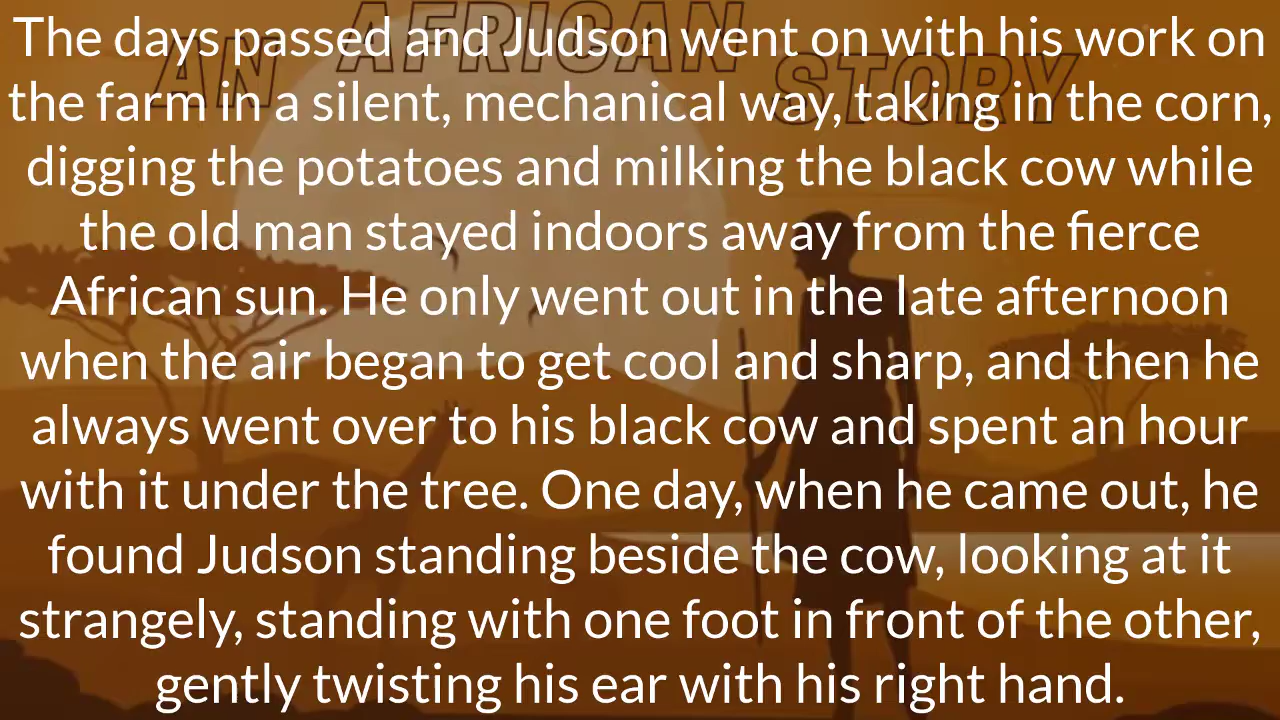 AN AFRICAN STORY
The days passed and Judson went on with his work on
the farm in a silent, mechanical way, taking in the corn,
digging the potatoes and milking the black cow while
the old man stayed indoors away from the fierce
African sun. He only went out in the late afternoon
when the air began to get cool and sharp, and then he
always went over to his black cow and spent an hour
with it under the tree. One day, when he came out, he
found Judson standing beside the cow, looking at it
strangely, standing with one foot in front of the other,
gently twisting his ear with his right hand.